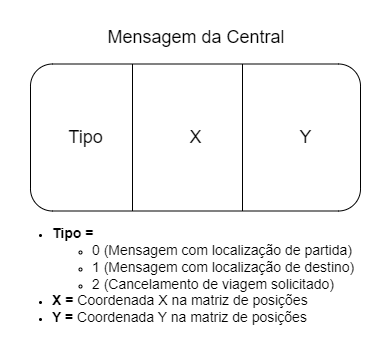 Mensagem da Central
Tipo X Y
• Tipo =
◦ 0 (Mensagem com localização de partida)
◦ 1 (Mensagem com localização de destino)
◦ 2 (Cancelamento de viagem solicitado)
• X = Coordenada X na matriz de posições
• Y = Coordenada Y na matriz de posições